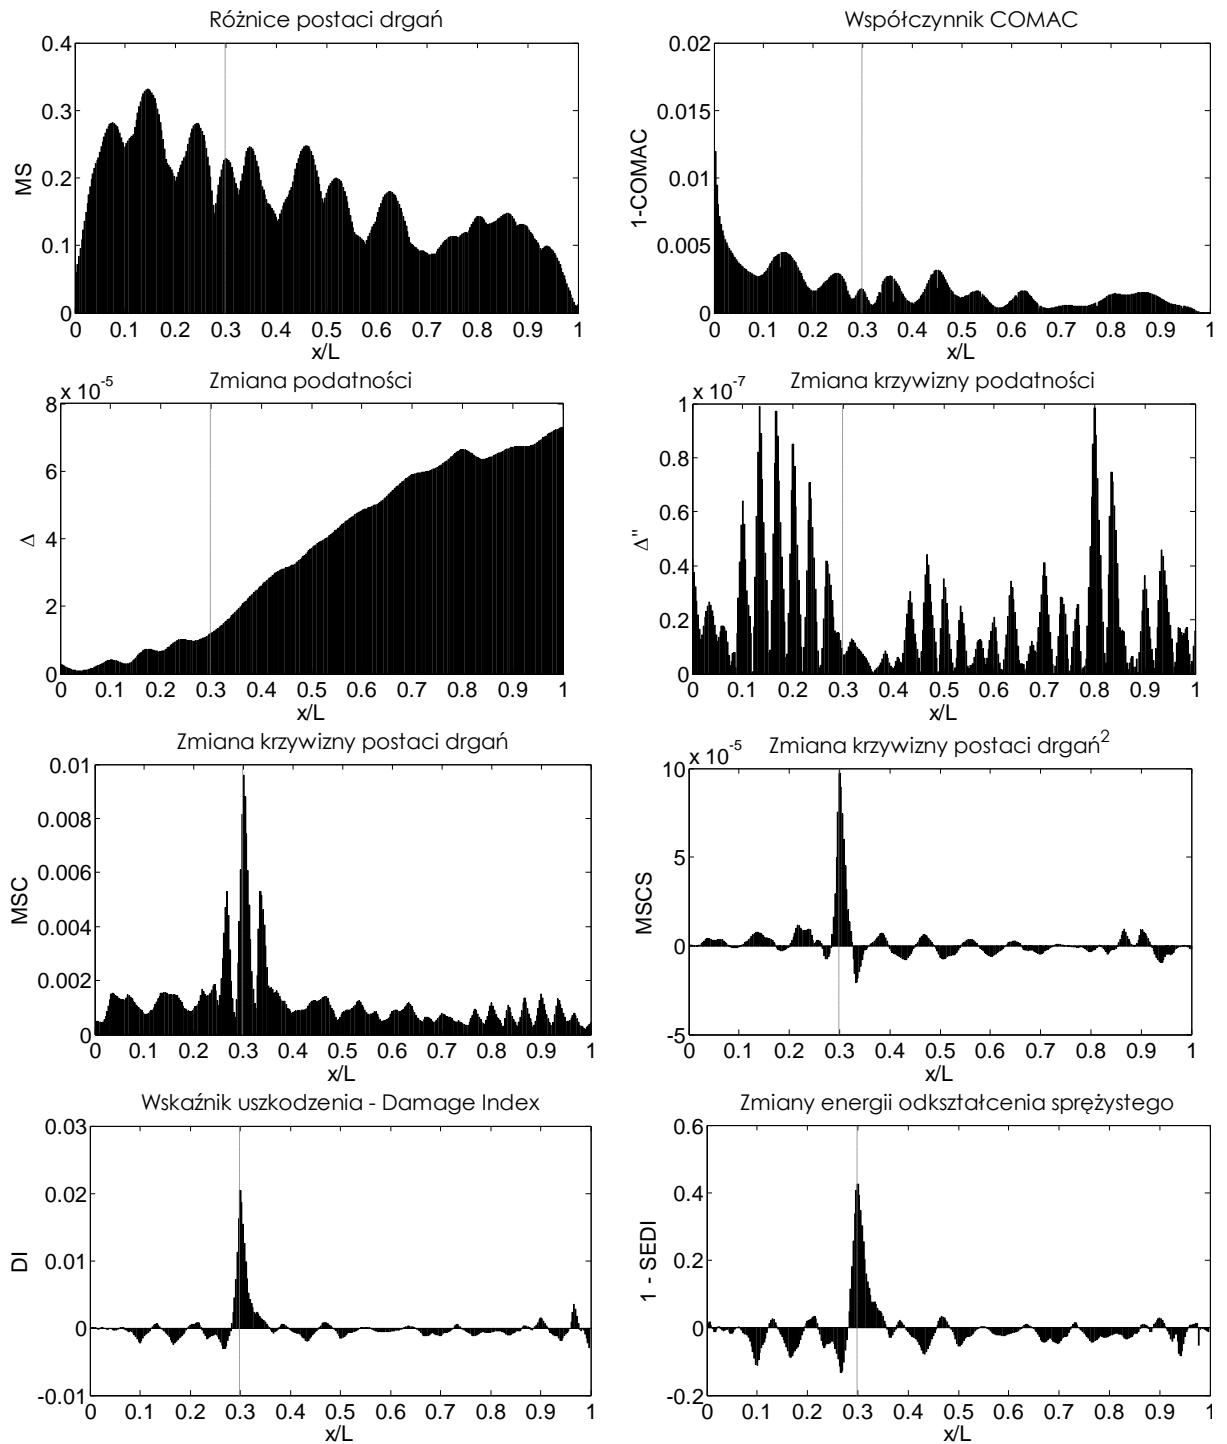 Różnice postaci drgań
0.4
0.3
0.2
0.1
0
MS
0 0.1 0.2 0.3 0.4 0.5 0.6 0.7 0.8 0.9 1
x/L
Współczynnik COMAC
0.02
0.015
0.01
0.005
0
1-COMAC
0 0.1 0.2 0.3 0.4 0.5 0.6 0.7 0.8 0.9 1
x/L
Zmiana podatności
x 10⁻⁵
8
6
4
2
0
Δ
0 0.1 0.2 0.3 0.4 0.5 0.6 0.7 0.8 0.9 1
x/L
Zmiana krzywizny podatności
x 10⁻⁷
1
0.8
0.6
0.4
0.2
0
Δ"
0 0.1 0.2 0.3 0.4 0.5 0.6 0.7 0.8 0.9 1
x/L
Zmiana krzywizny postaci drgań
0.01
0.008
0.006
0.004
0.002
0
MSC
0 0.1 0.2 0.3 0.4 0.5 0.6 0.7 0.8 0.9 1
x/L
Zmiana krzywizny postaci drgań²
x 10⁻⁵
10
5
0
-5
MSCS
0 0.1 0.2 0.3 0.4 0.5 0.6 0.7 0.8 0.9 1
x/L
Wskaźnik uszkodzenia - Damage Index
0.03
0.02
0.01
0
-0.01
DI
0 0.1 0.2 0.3 0.4 0.5 0.6 0.7 0.8 0.9 1
x/L
Zmiany energii odkształcenia sprężystego
0.6
0.4
0.2
0
-0.2
1 - SEDI
0 0.1 0.2 0.3 0.4 0.5 0.6 0.7 0.8 0.9 1
x/L